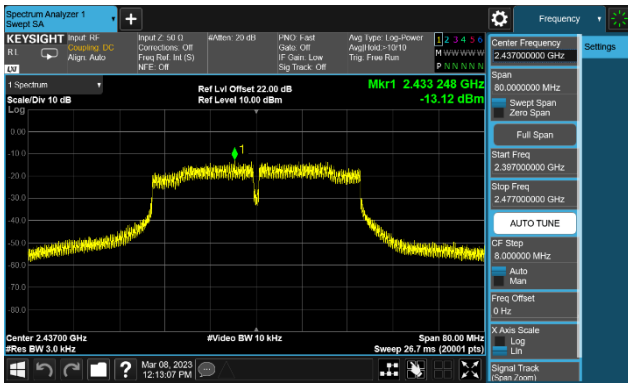 Spectrum Analyzer 1
Swept SA
Frequency
KEYSIGHT
RL
LXI
Input: RF
Coupling: DC
Align: Auto
Input Z: 50 Ω
Corrections: Off
Freq Ref: Int (S)
NFE: Off
#Atten: 20 dB
PNO: Fast
Gate: Off
IF Gain: Low
Sig Track: Off
Avg Type: Log-Power
Avg|Hold:>10/10
Trig: Free Run
1 2 3 4 5 6
M W W W W W
P N N N N N
1 Spectrum
Scale/Div 10 dB
Log
Ref Lvl Offset 22.00 dB
Ref Level 10.00 dBm
Mkr1 2.433 248 GHz
-13.12 dBm
1
0.00
-10.0
-20.0
-30.0
-40.0
-50.0
-60.0
-70.0
-80.0
Center 2.43700 GHz
#Res BW 3.0 kHz
#Video BW 10 kHz
Span 80.00 MHz
Sweep 26.7 ms (20001 pts)
Mar 08, 2023
12:13:07 PM
Center Frequency
2.437000000 GHz
Span
80.0000000 MHz
Swept Span
Zero Span
Full Span
Start Freq
2.397000000 GHz
Stop Freq
2.477000000 GHz
AUTO TUNE
CF Step
8.000000 MHz
Auto
Man
Freq Offset
0 Hz
X Axis Scale
Log
Lin
Signal Track
(Span Zoom)
Settings